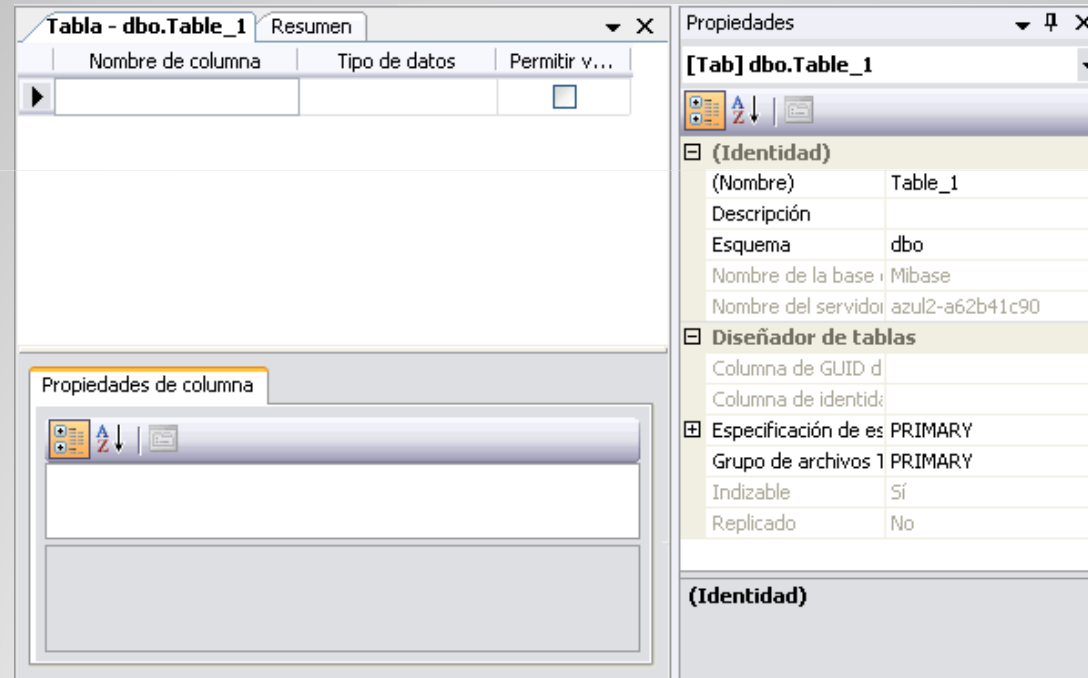 Tabla - dbo.Table_1
Resumen
Nombre de columna
Tipo de datos
Permitir v...
Propiedades de columna
Propiedades
[Tab] dbo.Table_1
(Identidad)
(Nombre) Table_1
Descripción
Esquema dbo
Nombre de la base Mibase
Nombre del servidor azul2-a62b41c90
Diseñador de tablas
Columna de GUID d
Columna de identida
Especificación de es PRIMARY
Grupo de archivos T PRIMARY
Indizable Sí
Replicado No
(Identidad)